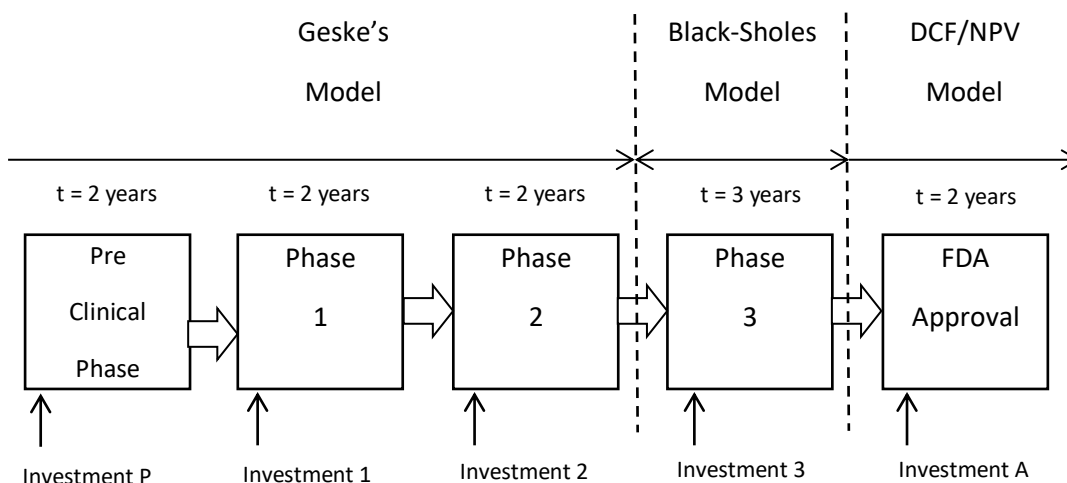 Geske's
Model
Black-Sholes
Model
DCF/NPV
Model
t = 2 years
t = 2 years
t = 2 years
t = 3 years
t = 2 years
Pre
Clinical
Phase
Phase
1
Phase
2
Phase
3
FDA
Approval
Investment P
Investment 1
Investment 2
Investment 3
Investment A